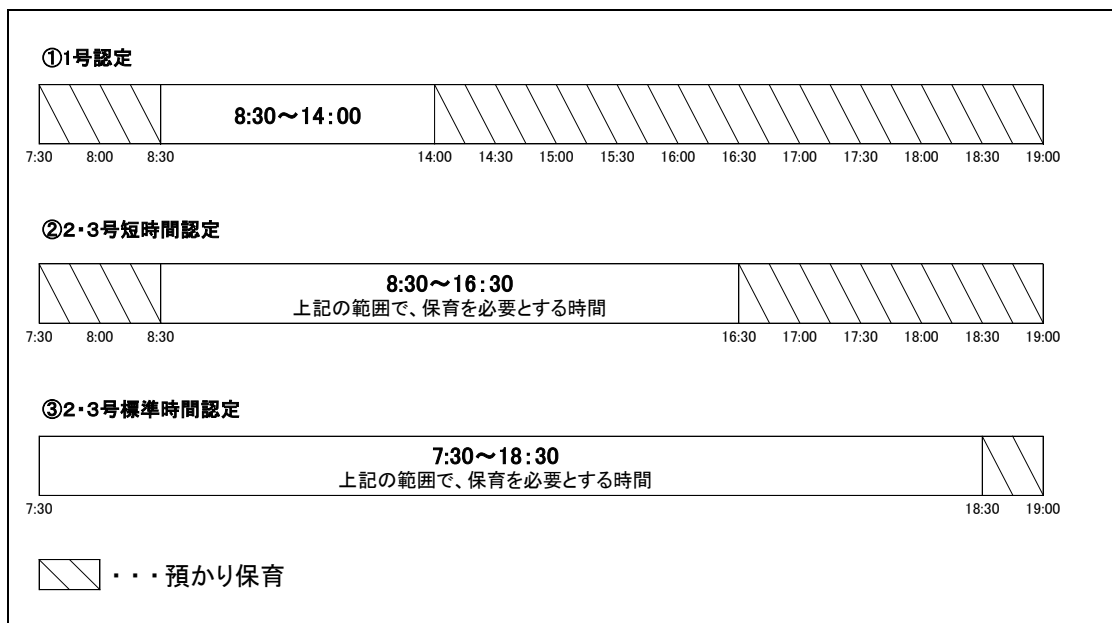 ①1号認定
8:30～14:00
7:30 8:00 8:30 14:00 14:30 15:00 15:30 16:00 16:30 17:00 17:30 18:00 18:30 19:00
②2・3号短時間認定
8:30～16:30
上記の範囲で、保育を必要とする時間
7:30 8:00 8:30 16:30 17:00 17:30 18:00 18:30 19:00
③2・3号標準時間認定
7:30～18:30
上記の範囲で、保育を必要とする時間
7:30 18:30 19:00
・・・預かり保育